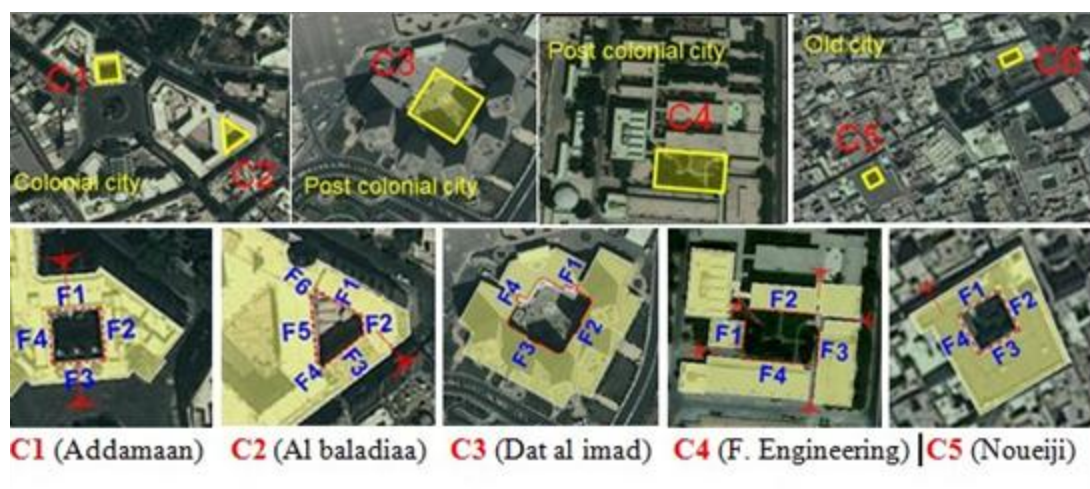 C1
Colonial city
C2
C3
Post colonial city
Post colonial city
C4
Old city
C6
C5
F1
F4 F2
F3
F6 F1
F5 F2
F4 F3
F4 F1
F3 F2
F2
F1 F3
F4
F1 F2
F4 F3
C1 (Addamaan) C2 (Al baladiaa) C3 (Dat al imad) C4 (F. Engineering) |C5 (Noueiji)